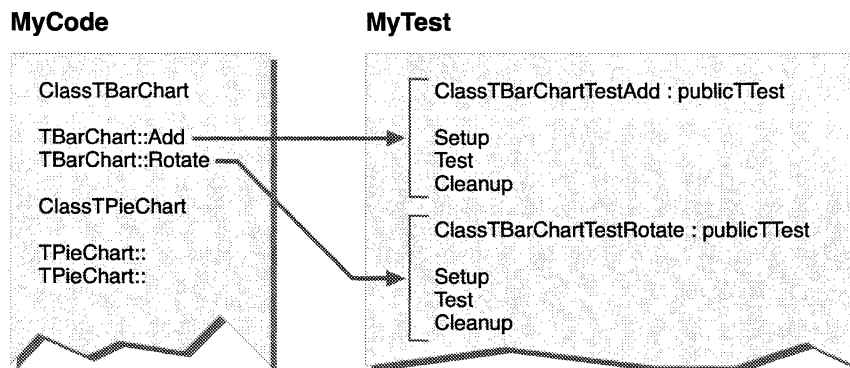 MyCode
ClassTBarChart
TBarChart::Add
TBarChart::Rotate
ClassTPieChart
TPieChart::
TPieChart::
MyTest
ClassTBarChartTestAdd : publicTTest
Setup
Test
Cleanup
ClassTBarChartTestRotate : publicTTest
Setup
Test
Cleanup